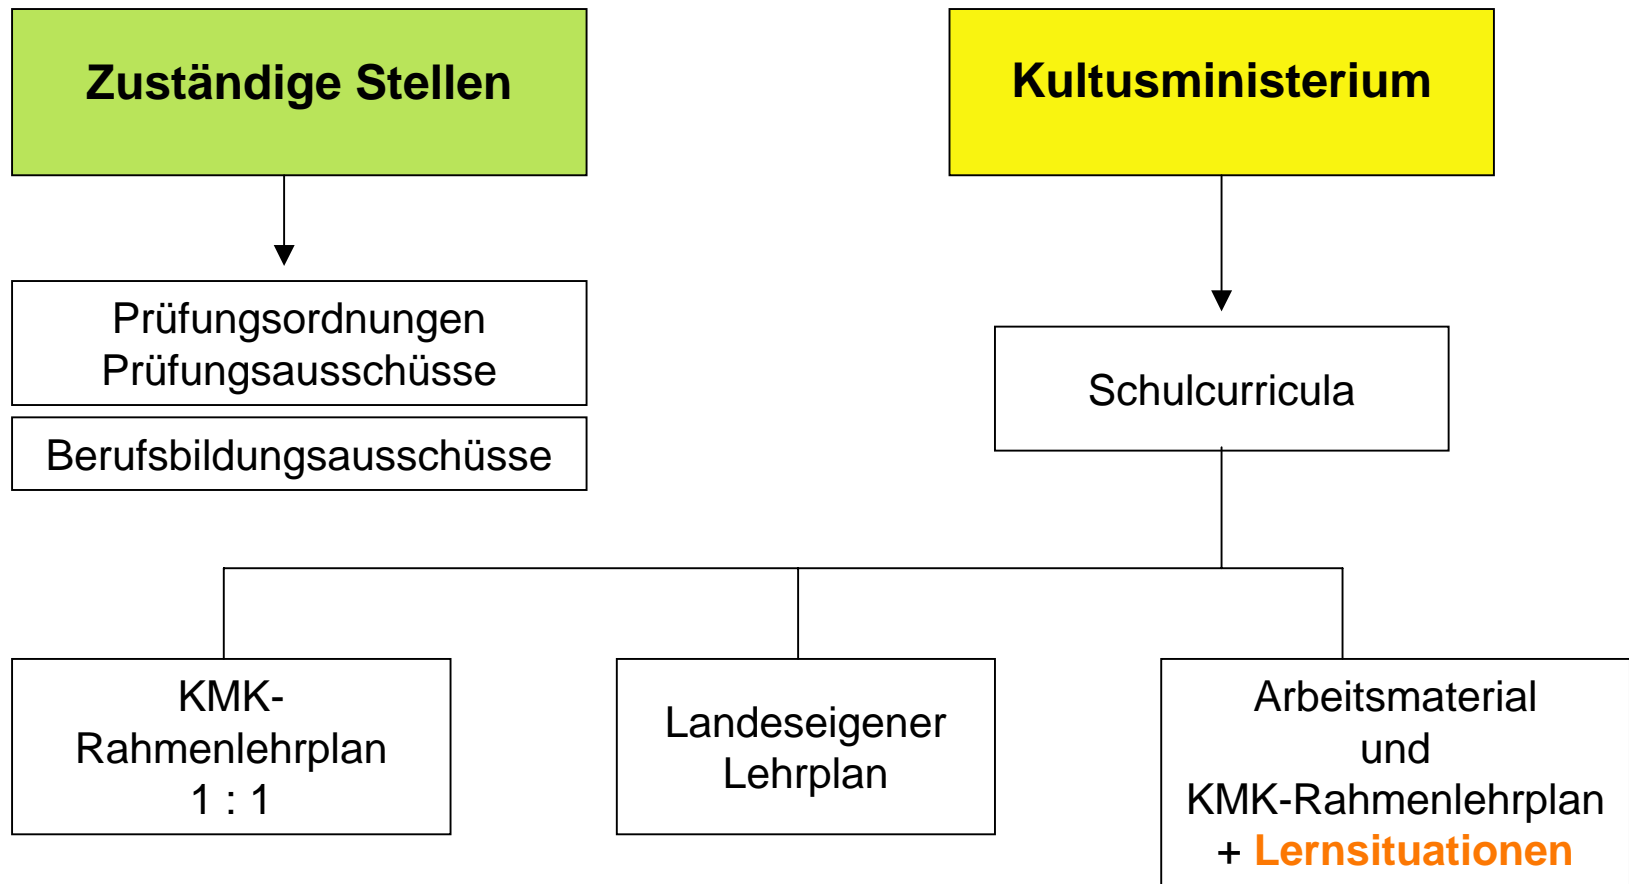 Zuständige Stellen
Kultusministerium
Prüfungsordnungen
Prüfungsausschüsse
Berufsbildungsausschüsse
Schulcurricula
KMK-
Rahmenlehrplan
1 : 1
Landeseigener
Lehrplan
Arbeitsmaterial
und
KMK-Rahmenlehrplan
+ Lernsituationen